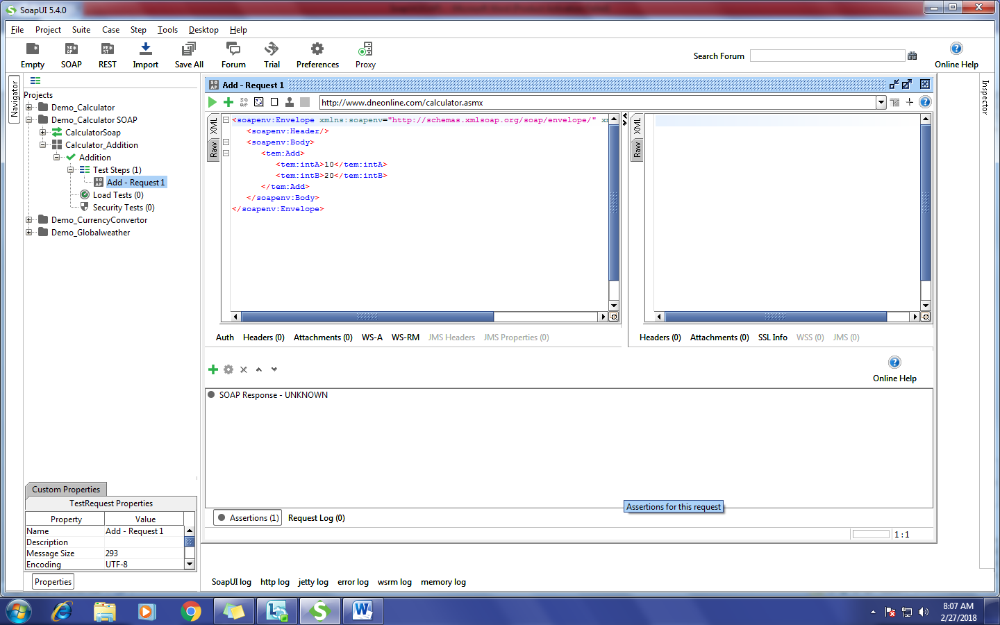 SoapUI 5.4.0
File Project Suite Case Step Tools Desktop Help
Empty SOAP REST Import Save All Forum Trial Preferences Proxy
Search Forum
Online Help
Navigator
Projects
Demo_Calculator
Demo_Calculator SOAP
CalculatorSoap
Calculator_Addition
Addition
Test Steps (1)
Add - Request 1
Load Tests (0)
Security Tests (0)
Demo_CurrencyConvertor
Demo_Globalweather
Add - Request 1
http://www.dneonline.com/calculator.asmx
XML
Raw
<soapenv:Envelope xmlns:soapenv="http://schemas.xmlsoap.org/soap/envelope/"
<soapenv:Header/>
<soapenv:Body>
<tem:Add>
<tem:intA>10</tem:intA>
<tem:intB>20</tem:intB>
</tem:Add>
</soapenv:Body>
</soapenv:Envelope>
XML
Raw
Inspector
Auth Headers (0) Attachments (0) WS-A WS-RM JMS Headers JMS Properties (0)
Headers (0) Attachments (0) SSL Info WSS (0) JMS (0)
Online Help
SOAP Response - UNKNOWN
Assertions for this request
Assertions (1) Request Log (0)
1 : 1
Custom Properties
TestRequest Properties
Property Value
Name Add - Request 1
Description
Message Size 293
Encoding UTF-8
Properties
SoapUI log http log jetty log error log wsrm log memory log
8:07 AM
2/27/2018